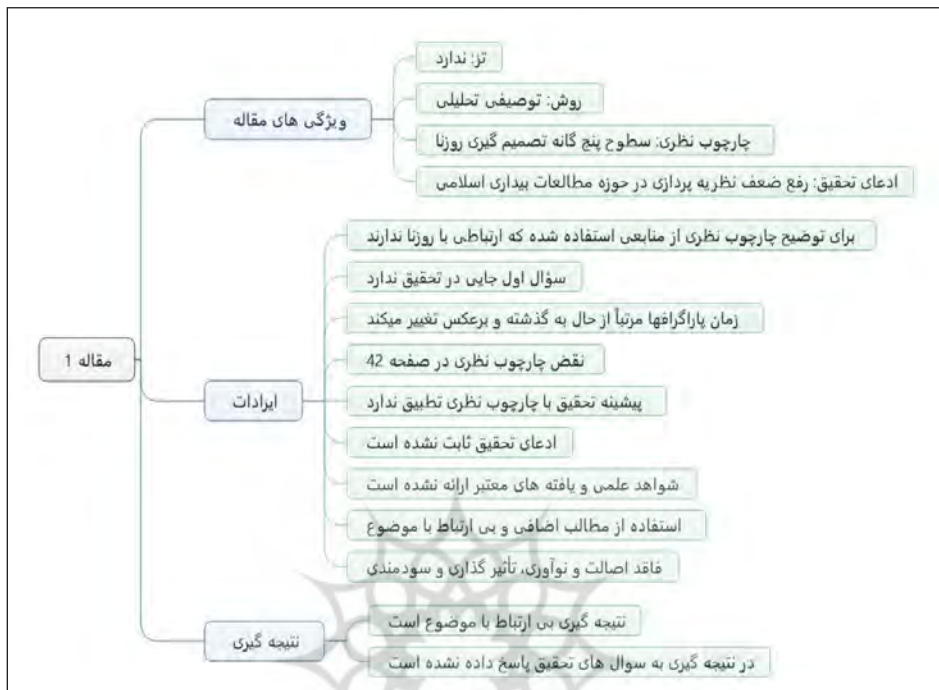 مقاله 1
ویژگی های مقاله
تز: ندارد
روش: توصیفی تحلیلی
چارچوب نظری: سطوح پنج گانه تصمیم گیری روزنا
ادعای تحقیق: رفع ضعف نظریه پردازی در حوزه مطالعات بیداری اسلامی
ایرادات
برای توضیح چارچوب نظری از منابعی استفاده شده که ارتباطی با روزنا ندارند
سؤال اول جایی در تحقیق ندارد
زمان پاراگرافها مرتباً از حال به گذشته و برعکس تغییر میکند
نقض چارچوب نظری در صفحه 42
پیشینه تحقیق با چارچوب نظری تطبیق ندارد
ادعای تحقیق ثابت نشده است
شواهد علمی و یافته های معتبر ارائه نشده است
استفاده از مطالب اضافی و بی ارتباط با موضوع
فاقد اصالت و نوآوری، تأثیر گذاری و سودمندی
نتیجه گیری
نتیجه گیری بی ارتباط با موضوع است
در نتیجه گیری به سوال های تحقیق پاسخ داده نشده است